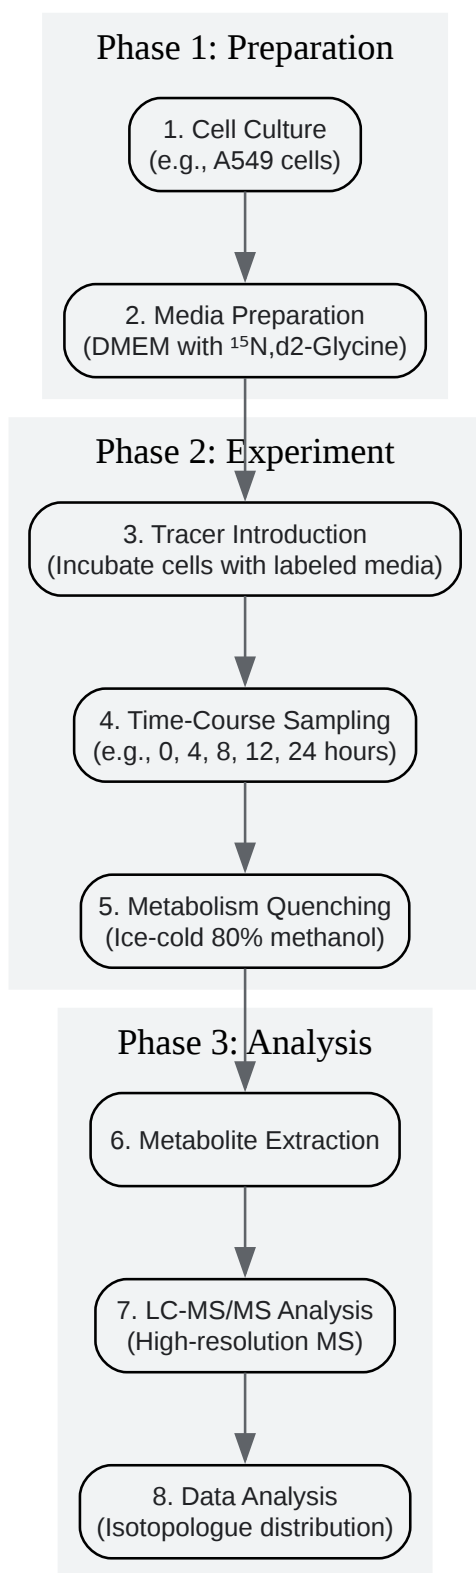 Phase 1: Preparation
1. Cell Culture
(e.g., A549 cells)
2. Media Preparation
(DMEM with ¹⁵N,d2-Glycine)
Phase 2: Experiment
3. Tracer Introduction
(Incubate cells with labeled media)
4. Time-Course Sampling
(e.g., 0, 4, 8, 12, 24 hours)
5. Metabolism Quenching
(Ice-cold 80% methanol)
Phase 3: Analysis
6. Metabolite Extraction
7. LC-MS/MS Analysis
(High-resolution MS)
8. Data Analysis
(Isotopologue distribution)